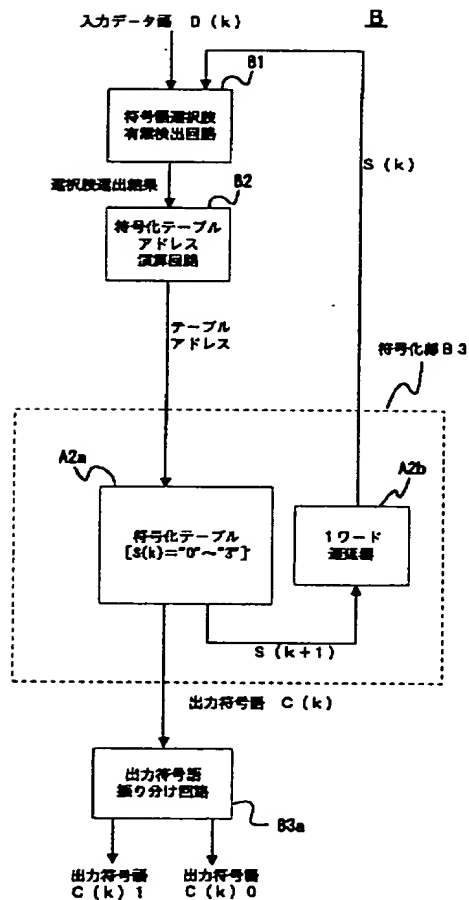 入力データ語 D(k)
B
B1
符号語選択肢
有無検出回路
S(k)
選択肢選出結果
B2
符号化テーブル
アドレス
演算回路
テーブル
アドレス
符号化部B3
A2a
A2b
符号化テーブル
[S(k)="0"~"3"]
1ワード
遅延器
S(k+1)
出力符号語 C(k)
出力符号語
振り分け回路
B3a
出力符号語
C(k)1
出力符号語
C(k)0